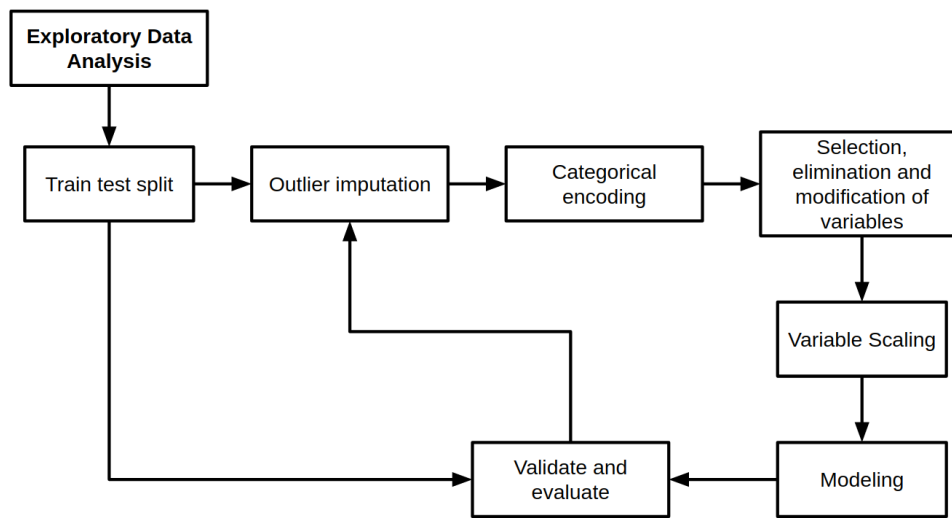 Exploratory Data
Analysis
Train test split
Outlier imputation
Categorical
encoding
Selection,
elimination and
modification of
variables
Variable Scaling
Modeling
Validate and
evaluate